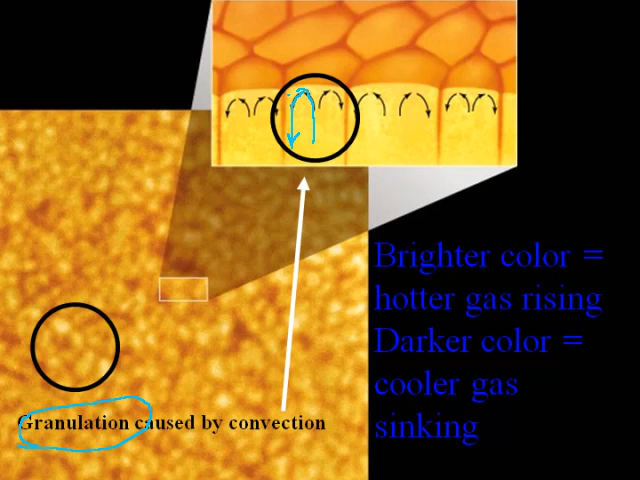 Brighter color =
hotter gas rising
Darker color =
cooler gas
sinking
Granulation caused by convection